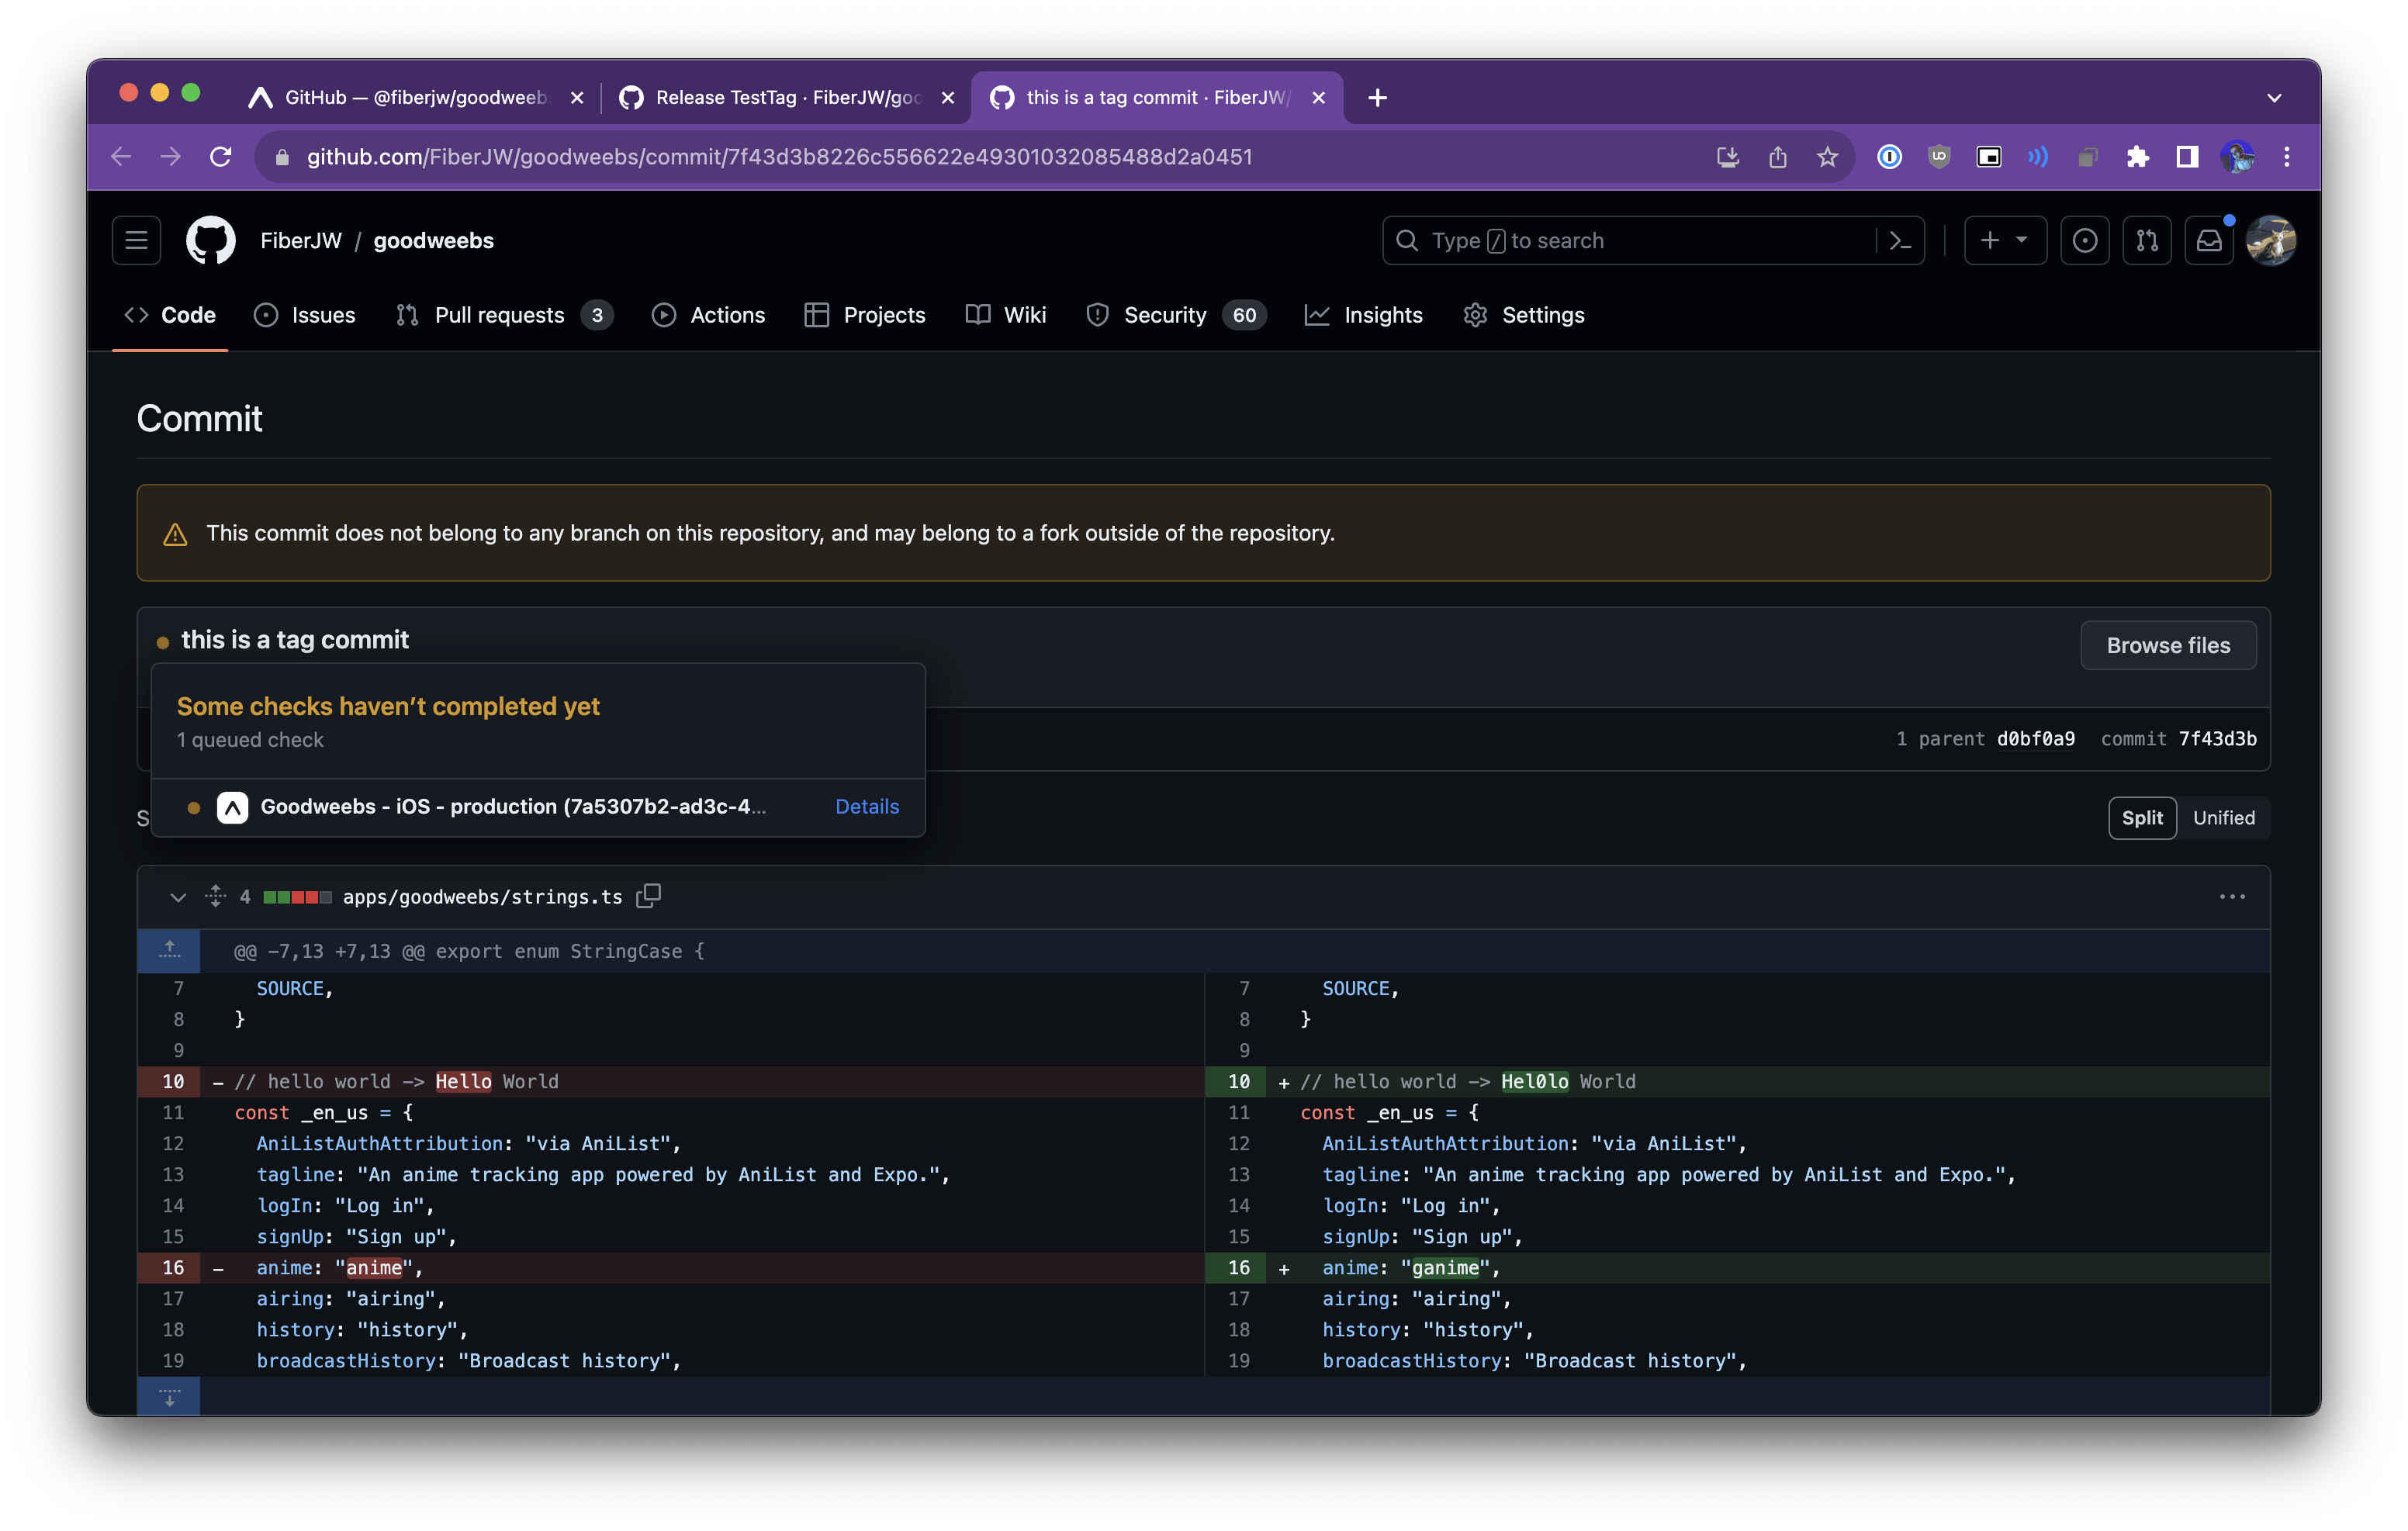 GitHub — @fiberjw/goodweeb
Release TestTag · FiberJW/goo
this is a tag commit · FiberJW/
github.com/FiberJW/goodweebs/commit/7f43d3b8226c556622e49301032085488d2a0451
FiberJW / goodweebs
Type / to search
Code
Issues
Pull requests 3
Actions
Projects
Wiki
Security 60
Insights
Settings
Commit
This commit does not belong to any branch on this repository, and may belong to a fork outside of the repository.
this is a tag commit
Browse files
Some checks haven’t completed yet
1 queued check
1 parent d0bf0a9 commit 7f43d3b
Goodweebs - iOS - production (7a5307b2-ad3c-4...
Details
S
Split
Unified
4 apps/goodweebs/strings.ts
@@ -7,13 +7,13 @@ export enum StringCase {
7 SOURCE,
8 }
9
10 - // hello world -> Hello World
11 const _en_us = {
12 AniListAuthAttribution: "via AniList",
13 tagline: "An anime tracking app powered by AniList and Expo.",
14 logIn: "Log in",
15 signUp: "Sign up",
16 - anime: "anime",
17 airing: "airing",
18 history: "history",
19 broadcastHistory: "Broadcast history",
7 SOURCE,
8 }
9
10 + // hello world -> Hel0lo World
11 const _en_us = {
12 AniListAuthAttribution: "via AniList",
13 tagline: "An anime tracking app powered by AniList and Expo.",
14 logIn: "Log in",
15 signUp: "Sign up",
16 + anime: "ganime",
17 airing: "airing",
18 history: "history",
19 broadcastHistory: "Broadcast history",